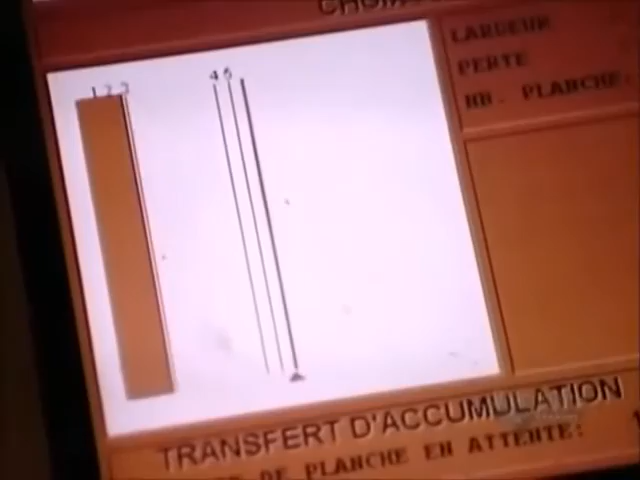 LARGEUR
PERTE
NB. PLANCHE.
1 2 3
4 5
TRANSFERT D'ACCUMULATION
DE PLANCHE EN ATTENTE: